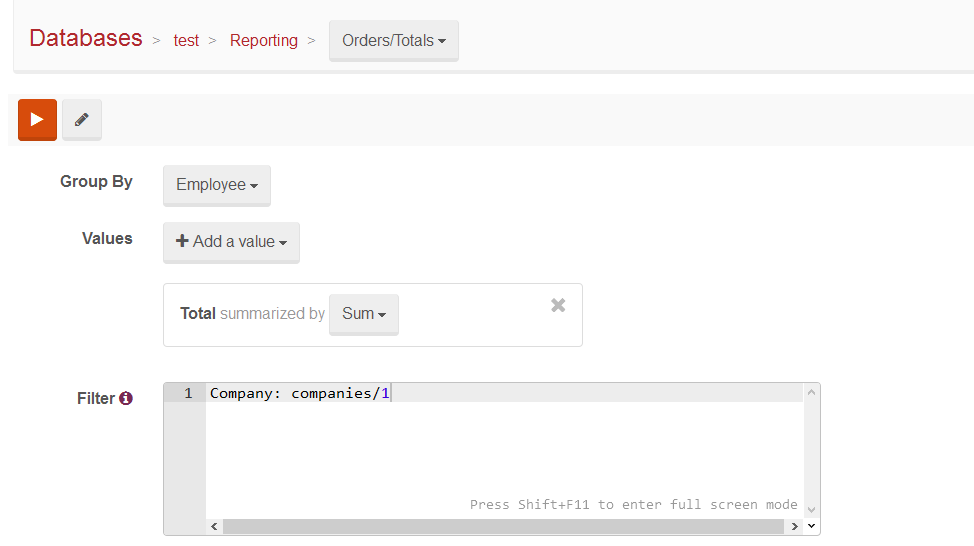 Databases > test > Reporting > Orders/Totals
Group By Employee
Values + Add a value
Total summarized by Sum
Filter
1 Company: companies/1
Press Shift+F11 to enter full screen mode